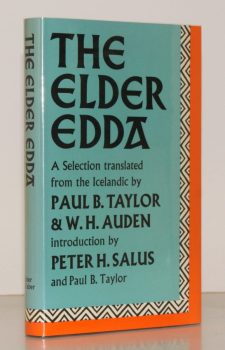 THE ELDER EDDA
THE
ELDER
EDDA
A Selection translated
from the Icelandic by
PAUL B. TAYLOR
& W. H. AUDEN
introduction by
PETER H. SALUS
and Paul B. Taylor